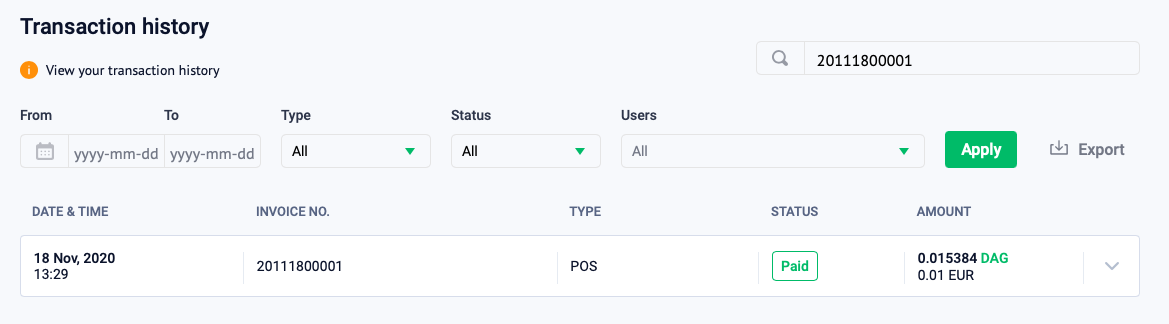 Transaction history
View your transaction history
20111800001
From To Type Status Users
yyyy-mm-dd yyyy-mm-dd All All All Apply Export
DATE & TIME INVOICE NO. TYPE STATUS AMOUNT
18 Nov, 2020
13:29
20111800001
POS
Paid
0.015384 DAG
0.01 EUR